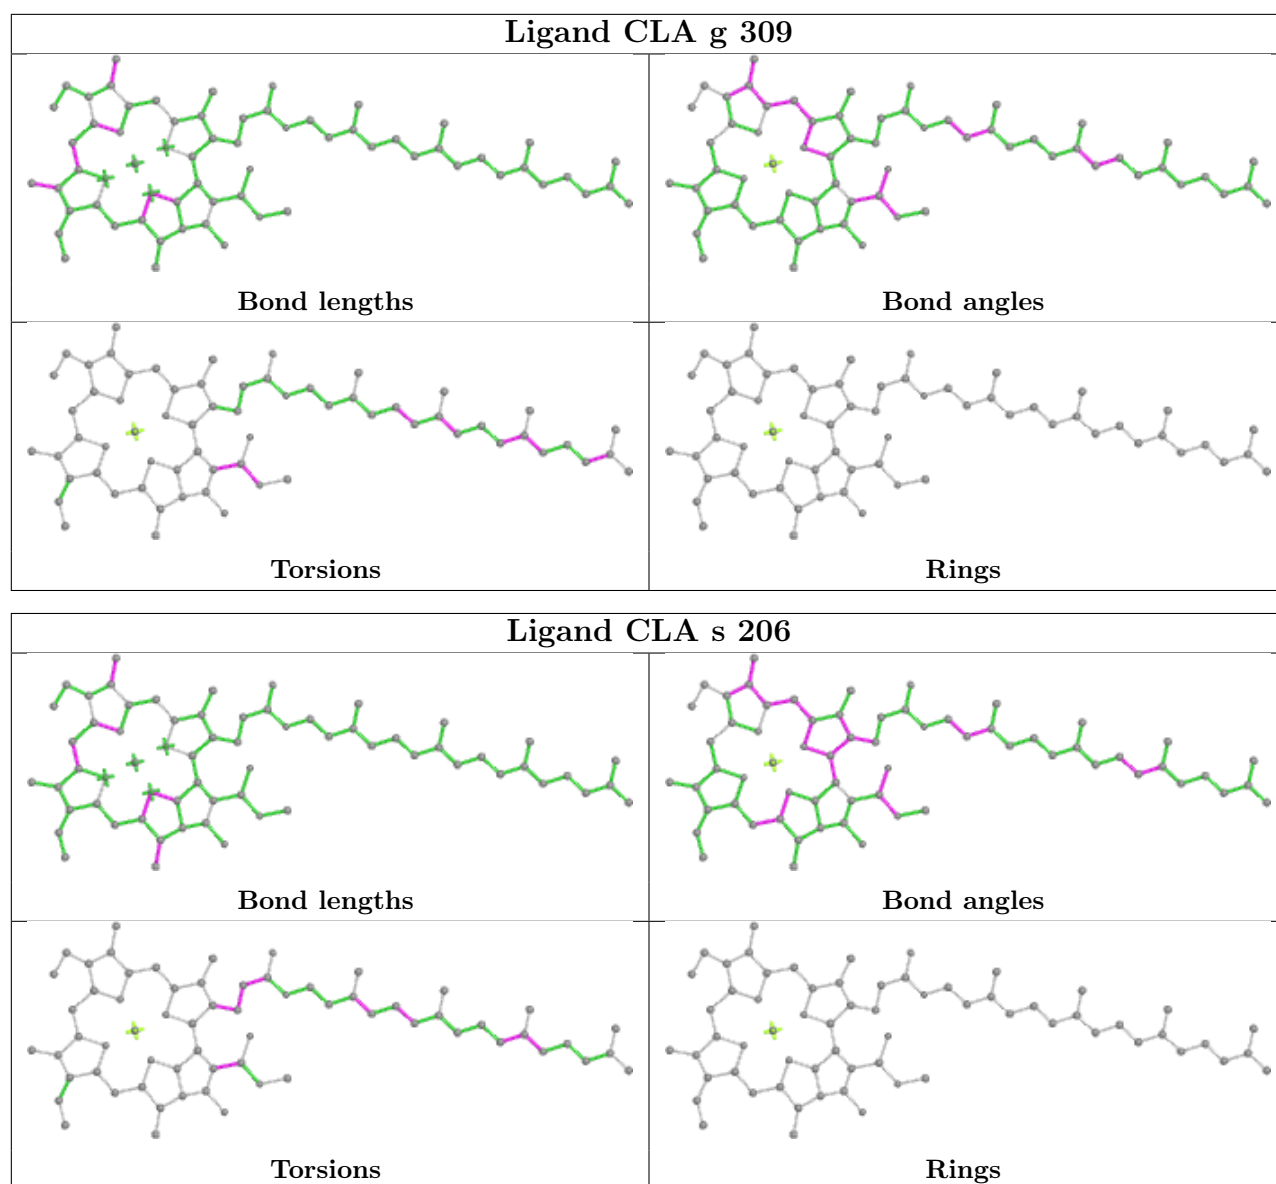 Ligand CLA g 309
Bond lengths
Bond angles
Torsions
Rings
Ligand CLA s 206
Bond lengths
Bond angles
Torsions
Rings